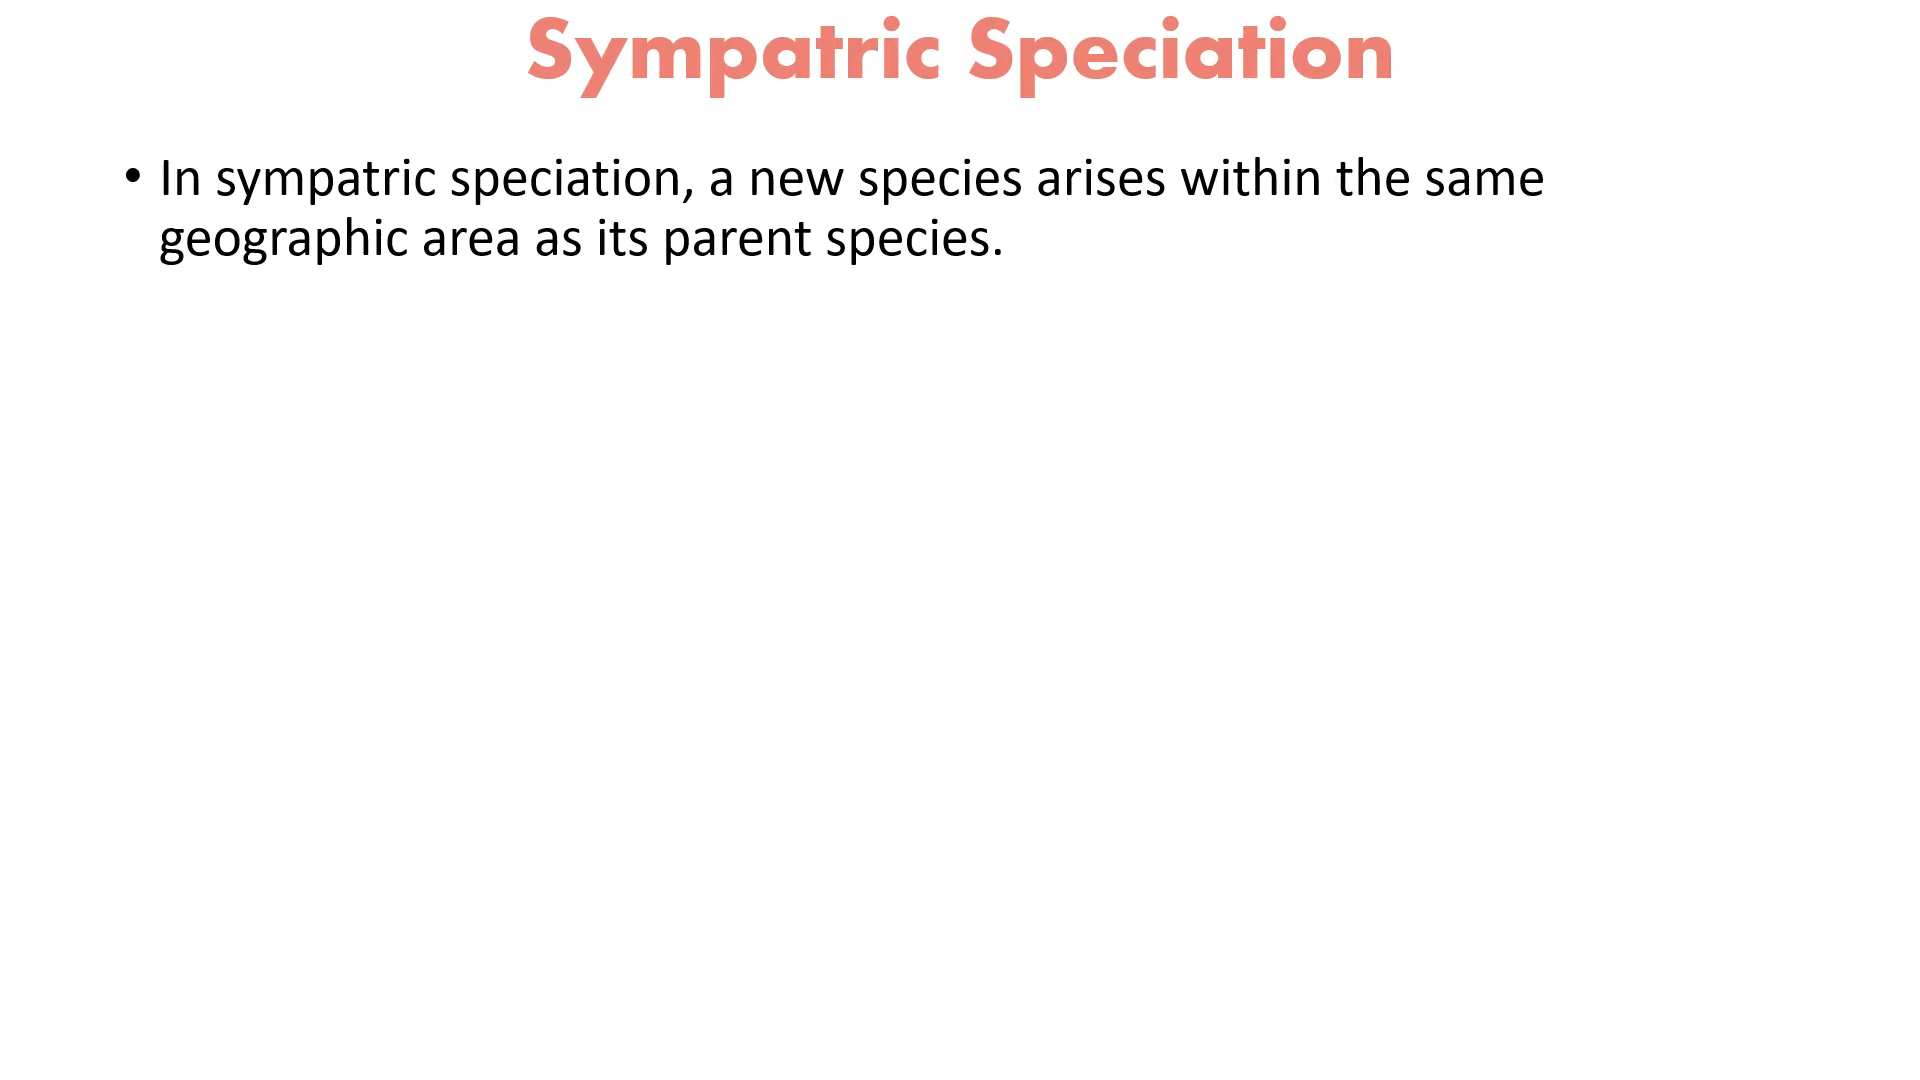 Sympatric Speciation
• In sympatric speciation, a new species arises within the same
geographic area as its parent species.